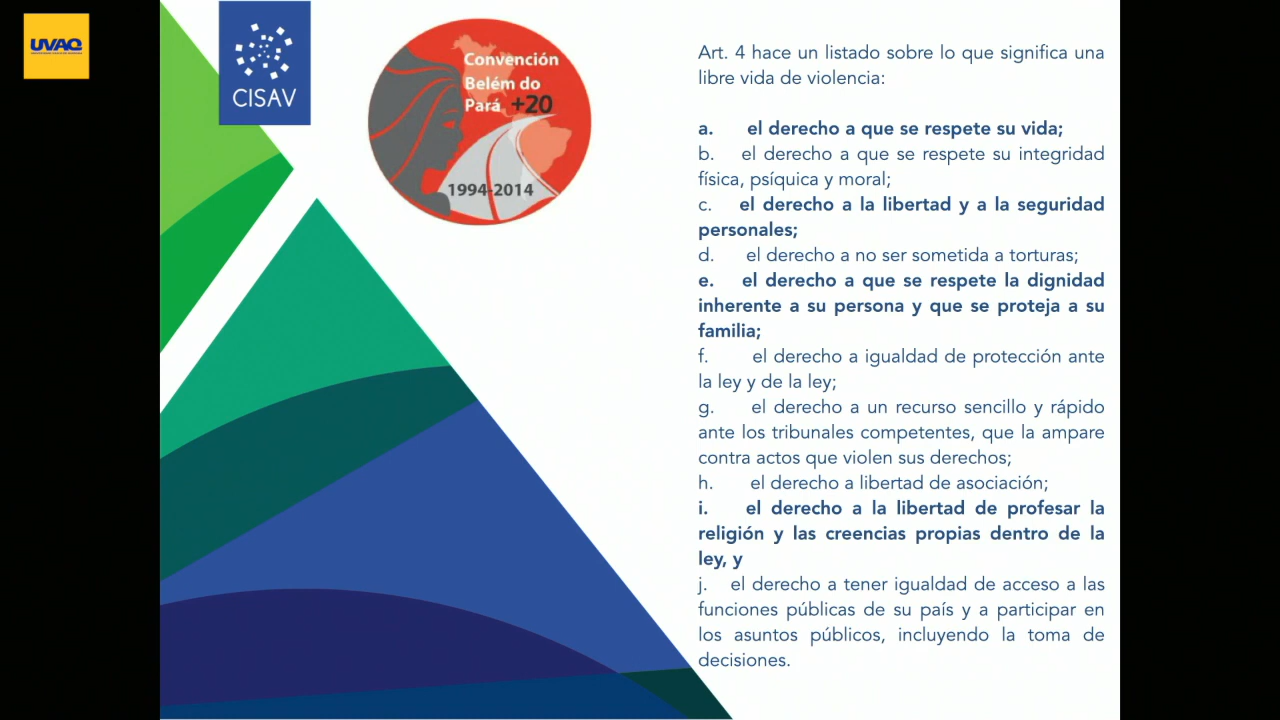 UVAQ
CISAV
Convención
Belém do
Pará +20
1994-2014
Art. 4 hace un listado sobre lo que significa una
libre vida de violencia:
a. el derecho a que se respete su vida;
b. el derecho a que se respete su integridad
física, psíquica y moral;
c. el derecho a la libertad y a la seguridad
personales;
d. el derecho a no ser sometida a torturas;
e. el derecho a que se respete la dignidad
inherente a su persona y que se proteja a su
familia;
f. el derecho a igualdad de protección ante
la ley y de la ley;
g. el derecho a un recurso sencillo y rápido
ante los tribunales competentes, que la ampare
contra actos que violen sus derechos;
h. el derecho a libertad de asociación;
i. el derecho a la libertad de profesar la
religión y las creencias propias dentro de la
ley, y
j. el derecho a tener igualdad de acceso a las
funciones públicas de su país y a participar en
los asuntos públicos, incluyendo la toma de
decisiones.